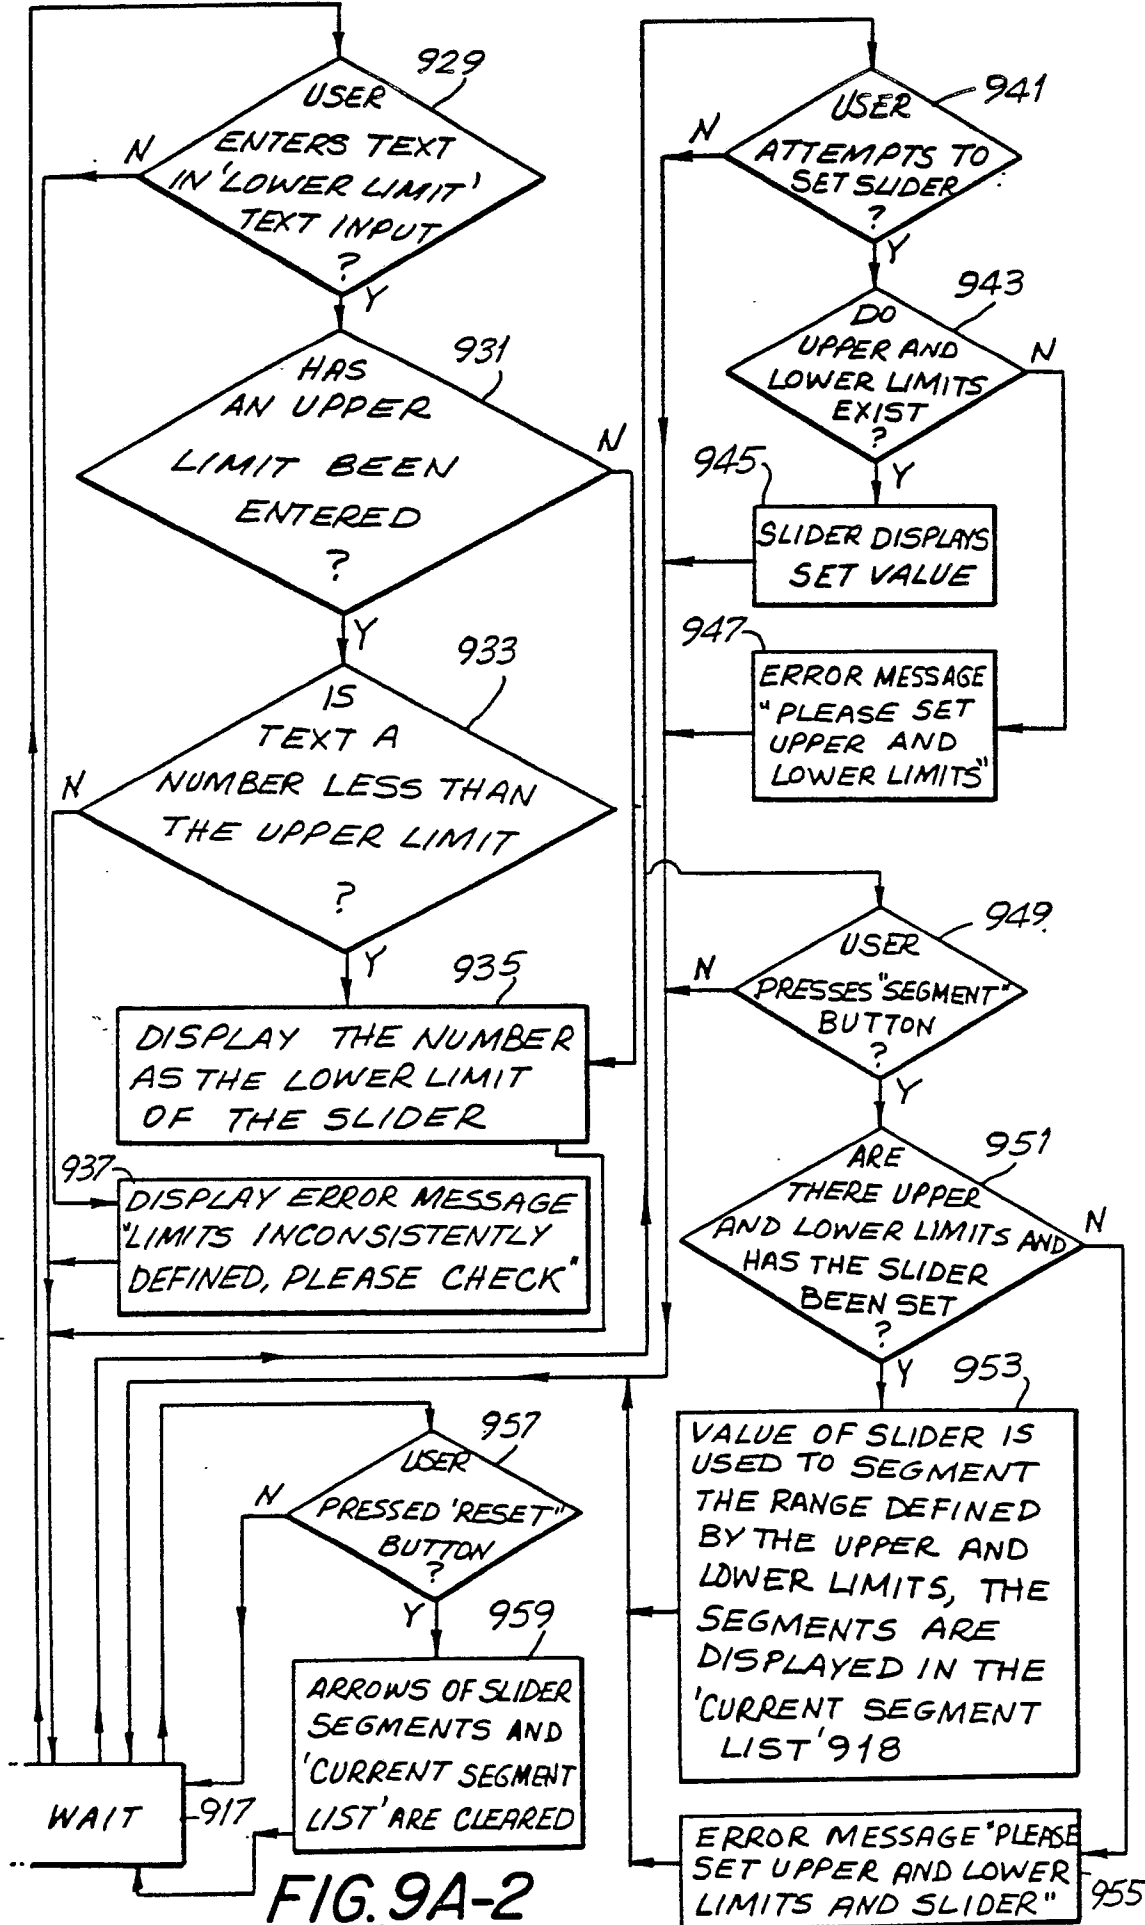 929
USER
ENTERS TEXT
IN 'LOWER LIMIT'
TEXT INPUT
?
N
Y
931
HAS
AN UPPER
LIMIT BEEN
ENTERED
?
N
Y
933
IS
TEXT A
NUMBER LESS THAN
THE UPPER LIMIT
?
N
Y
935
DISPLAY THE NUMBER
AS THE LOWER LIMIT
OF THE SLIDER
937
DISPLAY ERROR MESSAGE
"LIMITS INCONSISTENTLY
DEFINED, PLEASE CHECK"
941
USER
ATTEMPTS TO
SET SLIDER
?
N
Y
943
DO
UPPER AND
LOWER LIMITS
EXIST
?
N
Y
945
SLIDER DISPLAYS
SET VALUE
947
ERROR MESSAGE
"PLEASE SET
UPPER AND
LOWER LIMITS"
949
USER
PRESSES "SEGMENT"
BUTTON
?
N
Y
951
ARE
THERE UPPER
AND LOWER LIMITS AND
HAS THE SLIDER
BEEN SET
?
N
Y
953
VALUE OF SLIDER IS
USED TO SEGMENT
THE RANGE DEFINED
BY THE UPPER AND
LOWER LIMITS, THE
SEGMENTS ARE
DISPLAYED IN THE
'CURRENT SEGMENT
LIST' 918
ERROR MESSAGE "PLEASE
SET UPPER AND LOWER
LIMITS AND SLIDER"
955
957
USER
PRESSED 'RESET"
BUTTON
?
N
Y
959
ARROWS OF SLIDER
SEGMENTS AND
'CURRENT SEGMENT
LIST' ARE CLEARED
WAIT
917
FIG. 9A-2